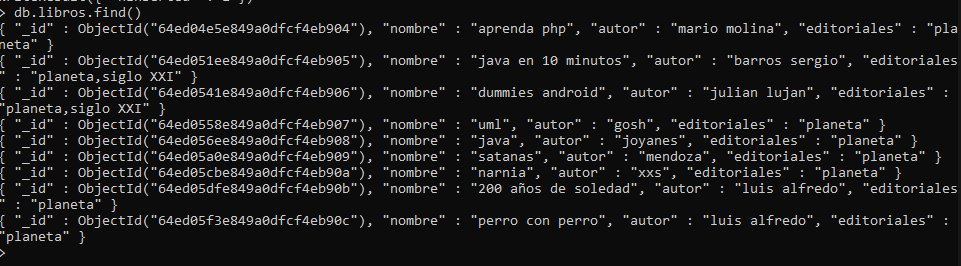 > db.libros.find()
{ "_id" : ObjectId("64ed04e5e849a0dfcf4eb904"), "nombre" : "aprenda php", "autor" : "mario molina", "editoriales" : "pla
neta" }
{ "_id" : ObjectId("64ed051ee849a0dfcf4eb905"), "nombre" : "java en 10 minutos", "autor" : "barros sergio", "editoriales
" : "planeta,siglo XXI" }
{ "_id" : ObjectId("64ed0541e849a0dfcf4eb906"), "nombre" : "dummies android", "autor" : "julian lujan", "editoriales" :
"planeta,siglo XXI" }
{ "_id" : ObjectId("64ed0558e849a0dfcf4eb907"), "nombre" : "uml", "autor" : "gosh", "editoriales" : "planeta" }
{ "_id" : ObjectId("64ed056ee849a0dfcf4eb908"), "nombre" : "java", "autor" : "joyanes", "editoriales" : "planeta" }
{ "_id" : ObjectId("64ed05a0e849a0dfcf4eb909"), "nombre" : "satanas", "autor" : "mendoza", "editoriales" : "planeta" }
{ "_id" : ObjectId("64ed05cbe849a0dfcf4eb90a"), "nombre" : "narnia", "autor" : "xxs", "editoriales" : "planeta" }
{ "_id" : ObjectId("64ed05dfe849a0dfcf4eb90b"), "nombre" : "200 años de soledad", "autor" : "luis alfredo", "editoriales
" : "planeta" }
{ "_id" : ObjectId("64ed05f3e849a0dfcf4eb90c"), "nombre" : "perro con perro", "autor" : "luis alfredo", "editoriales" :
"planeta" }
>